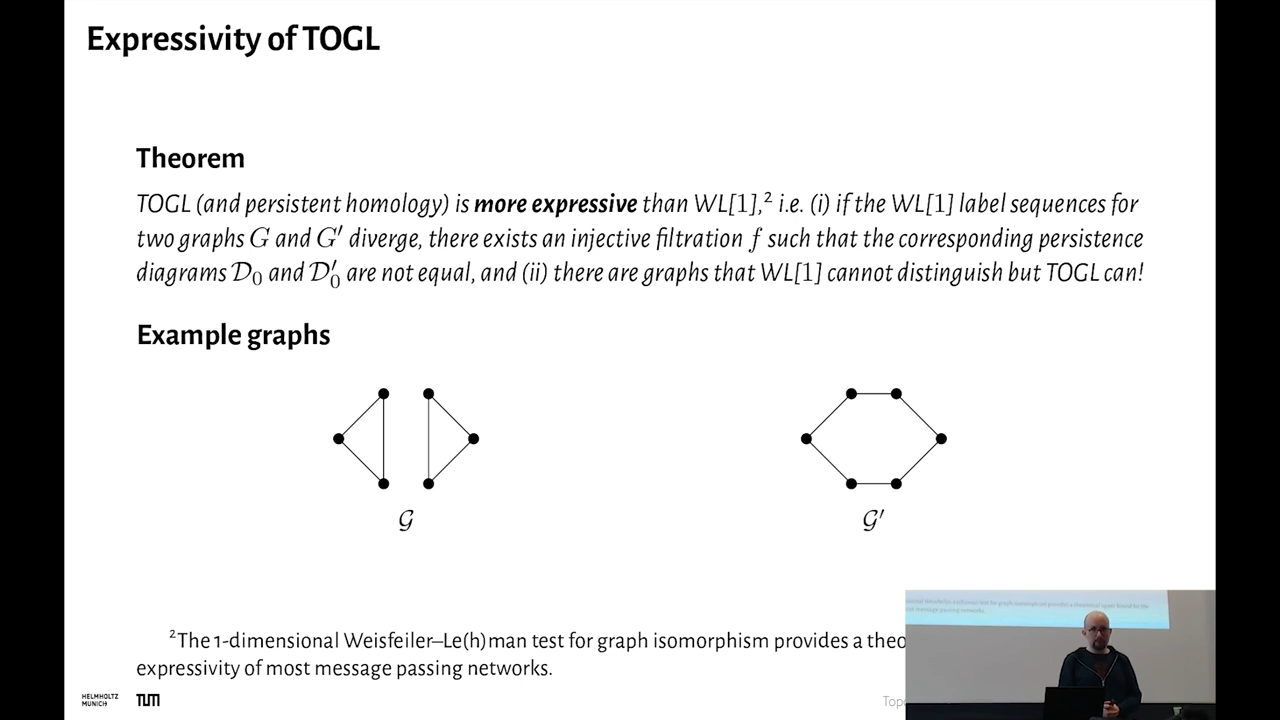 Expressivity of TOGL
Theorem
TOGL (and persistent homology) is more expressive than WL[1],² i.e. (i) if the WL[1] label sequences for
two graphs G and G′ diverge, there exists an injective filtration f such that the corresponding persistence
diagrams 𝒟₀ and 𝒟₀′ are not equal, and (ii) there are graphs that WL[1] cannot distinguish but TOGL can!
Example graphs
𝒢
𝒢′
²The 1-dimensional Weisfeiler–Le(h)man test for graph isomorphism provides a theo
expressivity of most message passing networks.
HELMHOLTZ
MUNICH
TUM
Topo